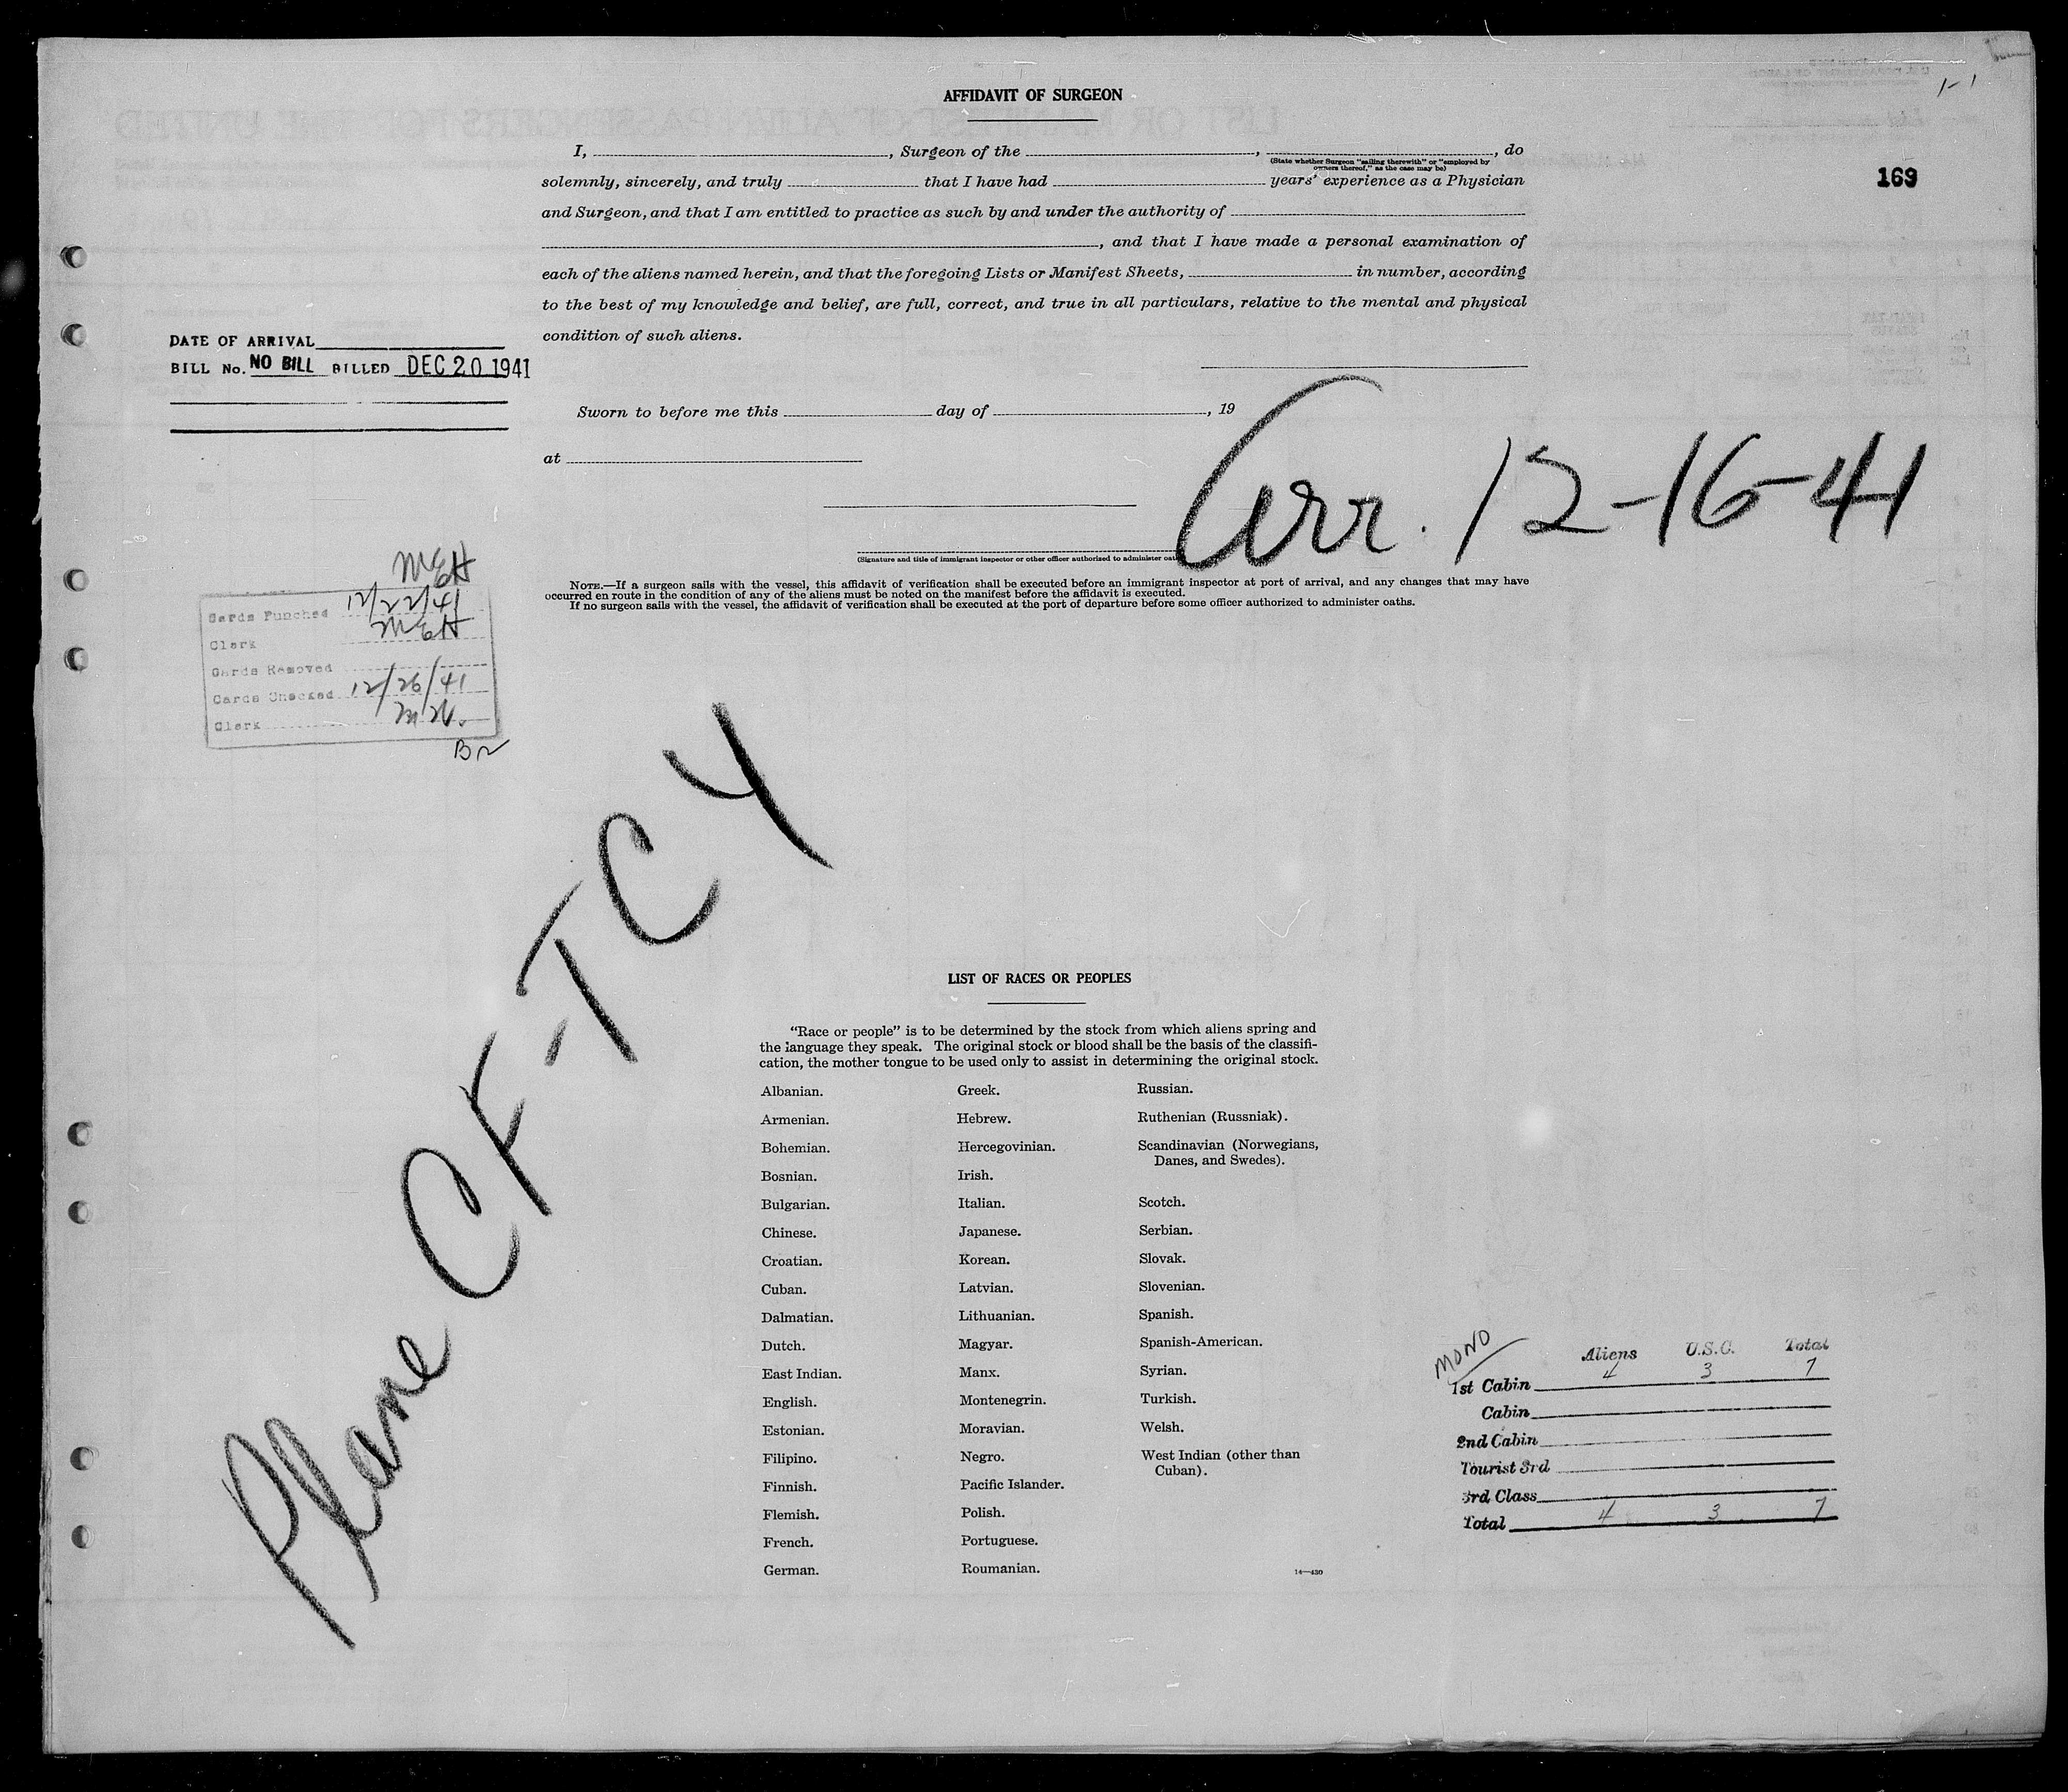 1-1
169
AFFIDAVIT OF SURGEON
I, , Surgeon of the , , do
(State whether Surgeon "sailing therewith" or "employed by
owners thereof," as the case may be)
solemnly, sincerely, and truly that I have had years' experience as a Physician
and Surgeon, and that I am entitled to practice as such by and under the authority of
, and that I have made a personal examination of
each of the aliens named herein, and that the foregoing Lists or Manifest Sheets, in number, according
to the best of my knowledge and belief, are full, correct, and true in all particulars, relative to the mental and physical
condition of such aliens.
DATE OF ARRIVAL
BILL No. NO BILL BILLED DEC 20 1941
Sworn to before me this day of , 19
at
Arr. 12-16-41
(Signature and title of immigrant inspector or other officer authorized to administer oat
NOTE.—If a surgeon sails with the vessel, this affidavit of verification shall be executed before an immigrant inspector at port of arrival, and any changes that may have
occurred en route in the condition of any of the aliens must be noted on the manifest before the affidavit is executed.
If no surgeon sails with the vessel, the affidavit of verification shall be executed at the port of departure before some officer authorized to administer oaths.
MEH
Cards Punched 12/22/41
Clerk MEH
Cards Removed
Cards Checked 12/26/41
Clerk
Plane CF-TCY
LIST OF RACES OR PEOPLES
"Race or people" is to be determined by the stock from which aliens spring and
the language they speak. The original stock or blood shall be the basis of the classifi-
cation, the mother tongue to be used only to assist in determining the original stock.
Albanian.
Armenian.
Bohemian.
Bosnian.
Bulgarian.
Chinese.
Croatian.
Cuban.
Dalmatian.
Dutch.
East Indian.
English.
Estonian.
Filipino.
Finnish.
Flemish.
French.
German.
Greek.
Hebrew.
Hercegovinian.
Irish.
Italian.
Japanese.
Korean.
Latvian.
Lithuanian.
Magyar.
Manx.
Montenegrin.
Moravian.
Negro.
Pacific Islander.
Polish.
Portuguese.
Roumanian.
Russian.
Ruthenian (Russniak).
Scandinavian (Norwegians,
Danes, and Swedes).
Scotch.
Serbian.
Slovak.
Slovenian.
Spanish.
Spanish-American.
Syrian.
Turkish.
Welsh.
West Indian (other than
Cuban).
14—430
MONO
Aliens U.S.C. Total
1st Cabin 4 3 7
Cabin
2nd Cabin
Tourist 3rd
3rd Class
Total 4 3 7